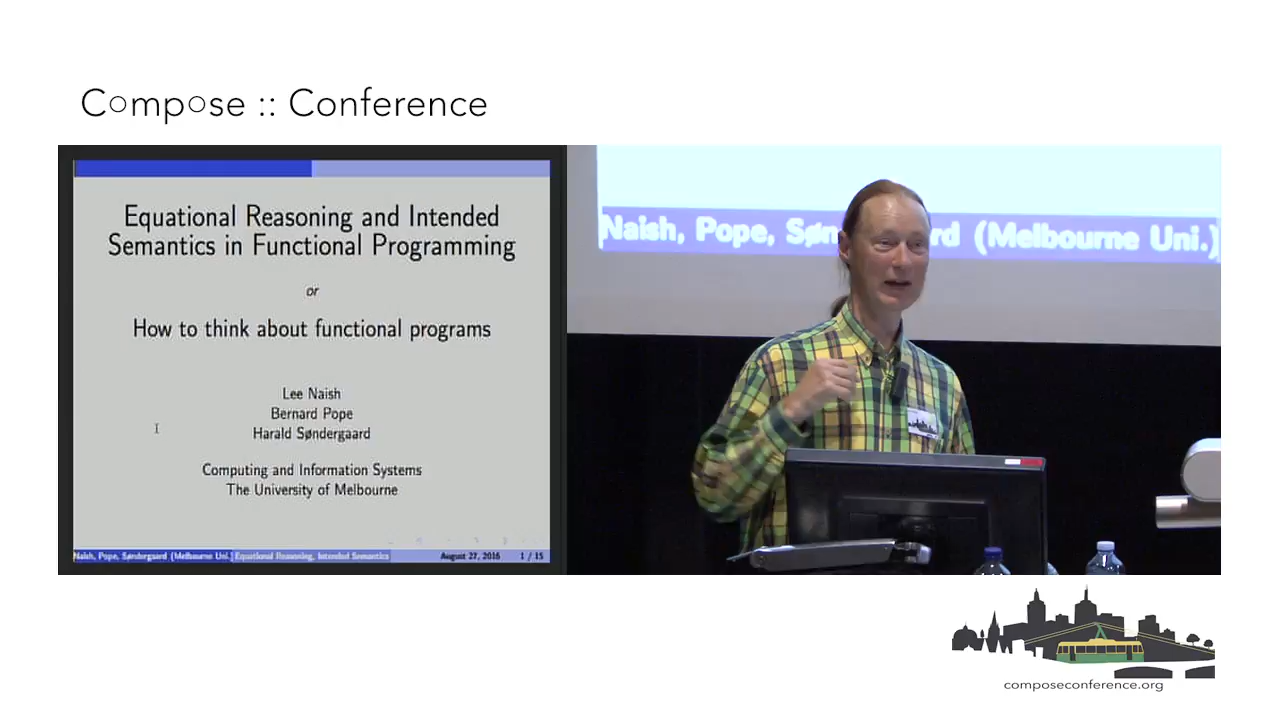 Compose :: Conference
Equational Reasoning and Intended
Semantics in Functional Programming
or
How to think about functional programs
Lee Naish
Bernard Pope
Harald Søndergaard
Computing and Information Systems
The University of Melbourne
Naish, Pope, Søndergaard (Melbourne Uni.) Equational Reasoning, Intended Semantics August 27, 2016 1 / 15
Naish, Pope, Søn rd (Melbourne Uni.)
composeconference.org